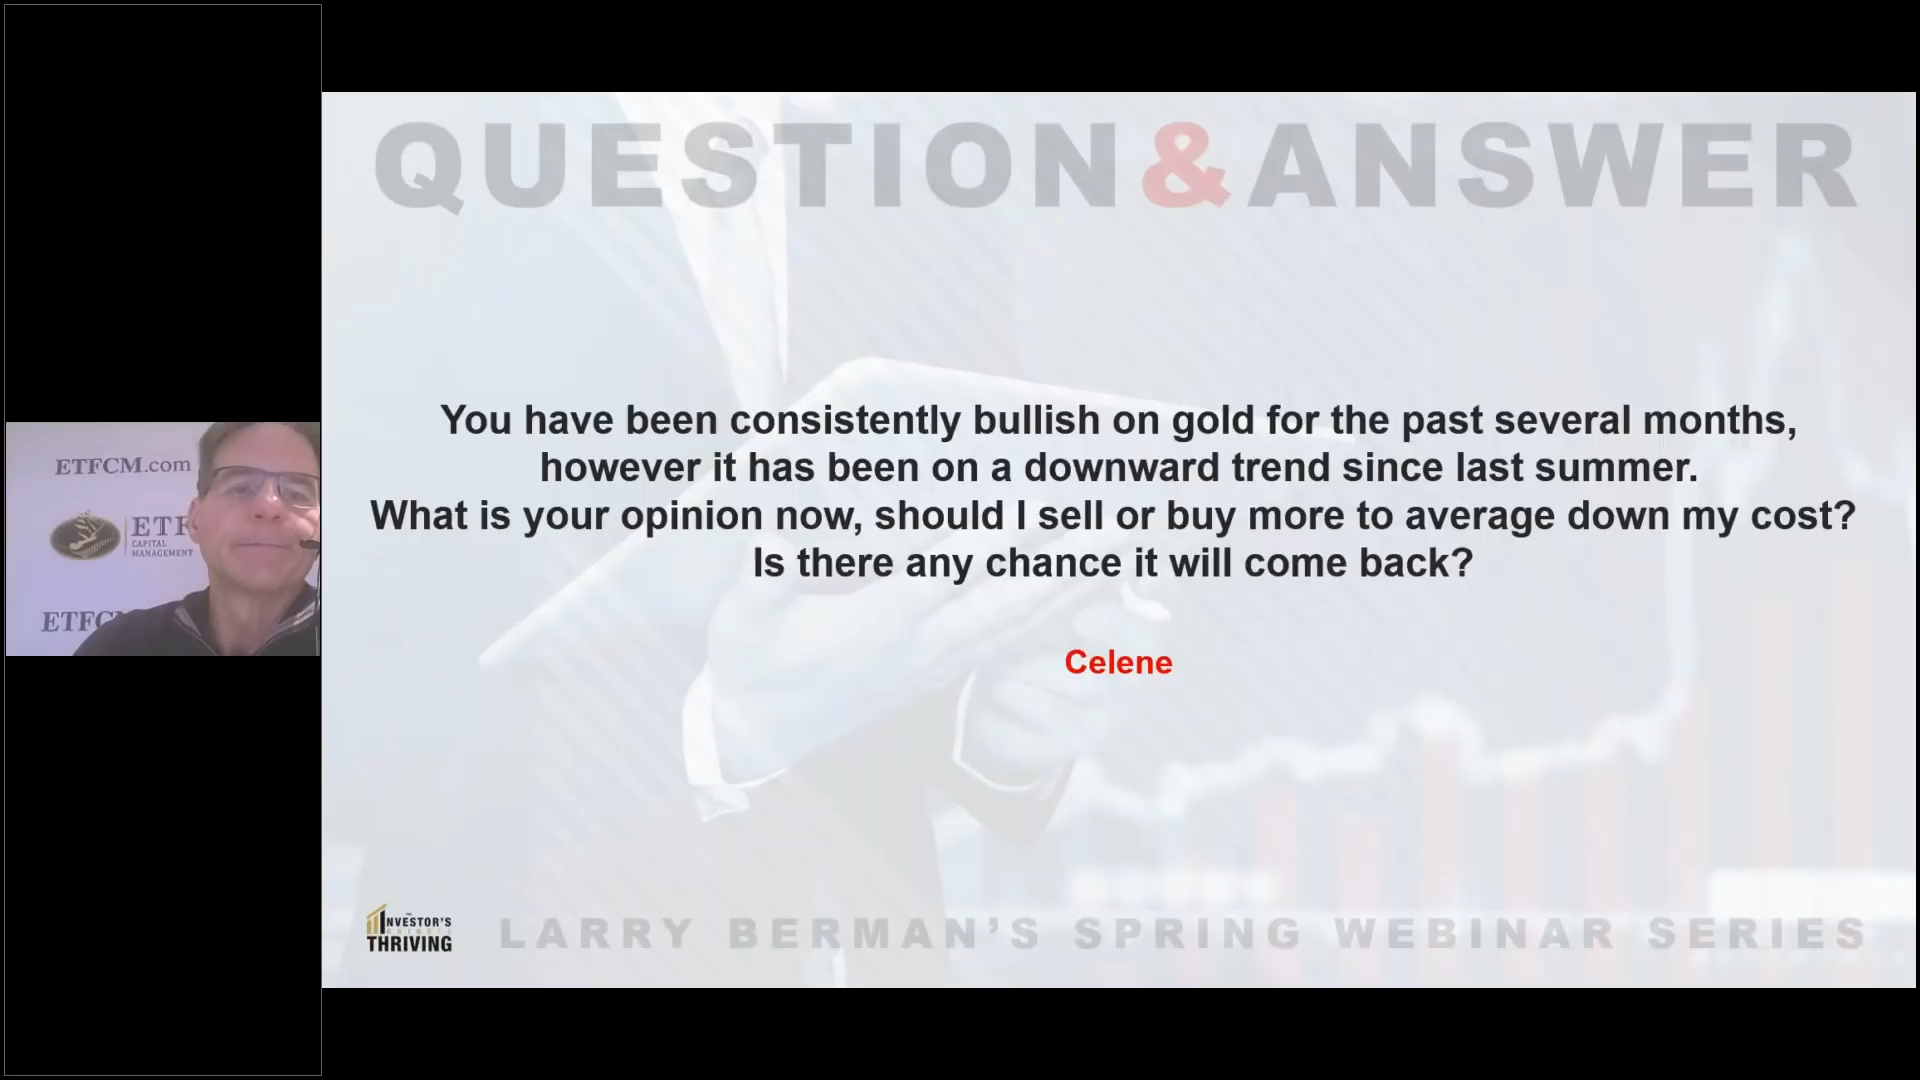 QUESTION&ANSWER
ETFCM.com
ETF
CAPITAL
MANAGEMENT
ETFC
You have been consistently bullish on gold for the past several months,
however it has been on a downward trend since last summer.
What is your opinion now, should I sell or buy more to average down my cost?
Is there any chance it will come back?
Celene
INVESTOR'S
THRIVING
LARRY BERMAN'S SPRING WEBINAR SERIES